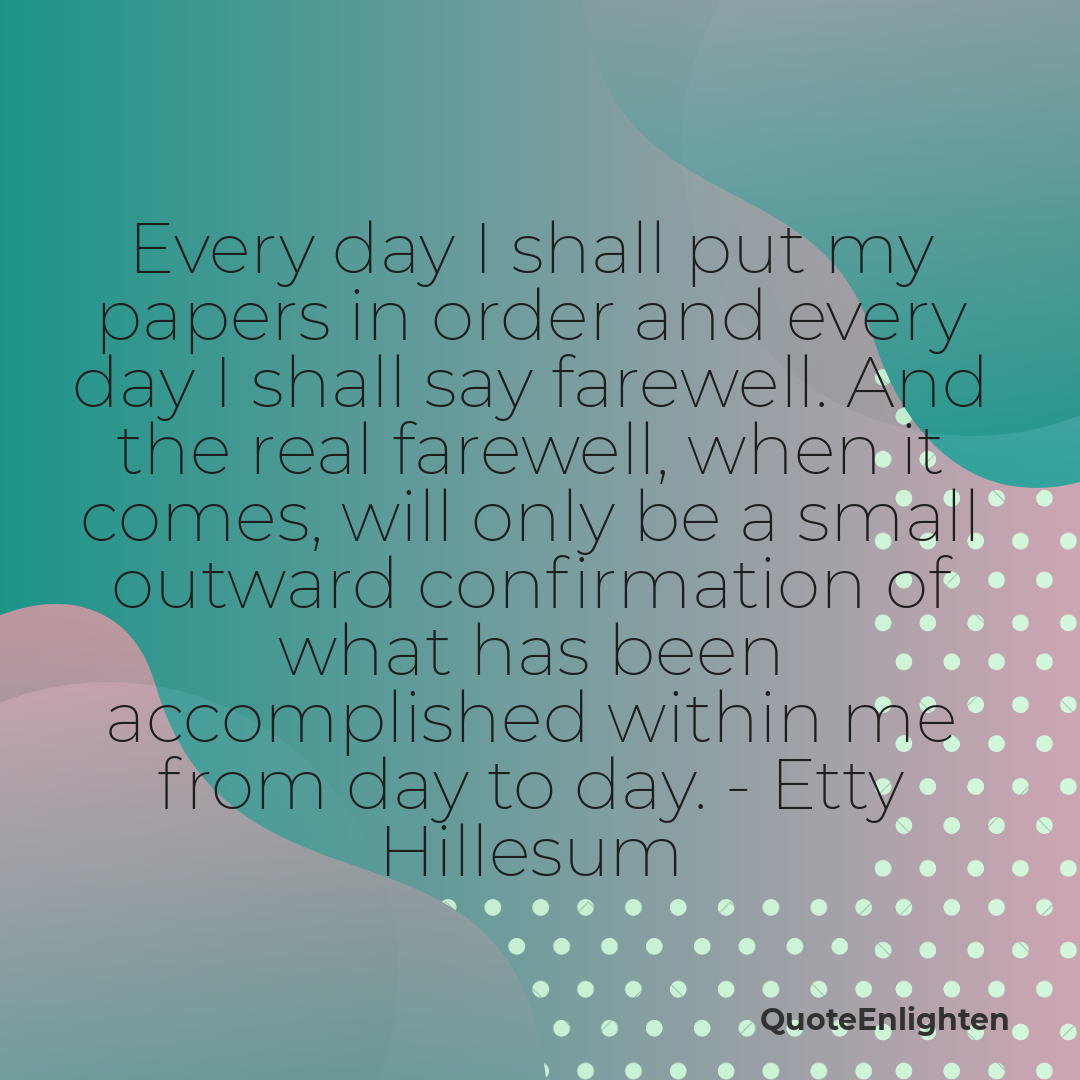 Every day I shall put my
papers in order and every
day I shall say farewell. And
the real farewell, when it
comes, will only be a small
outward confirmation of
what has been
accomplished within me
from day to day. - Etty
Hillesum
QuoteEnlighten